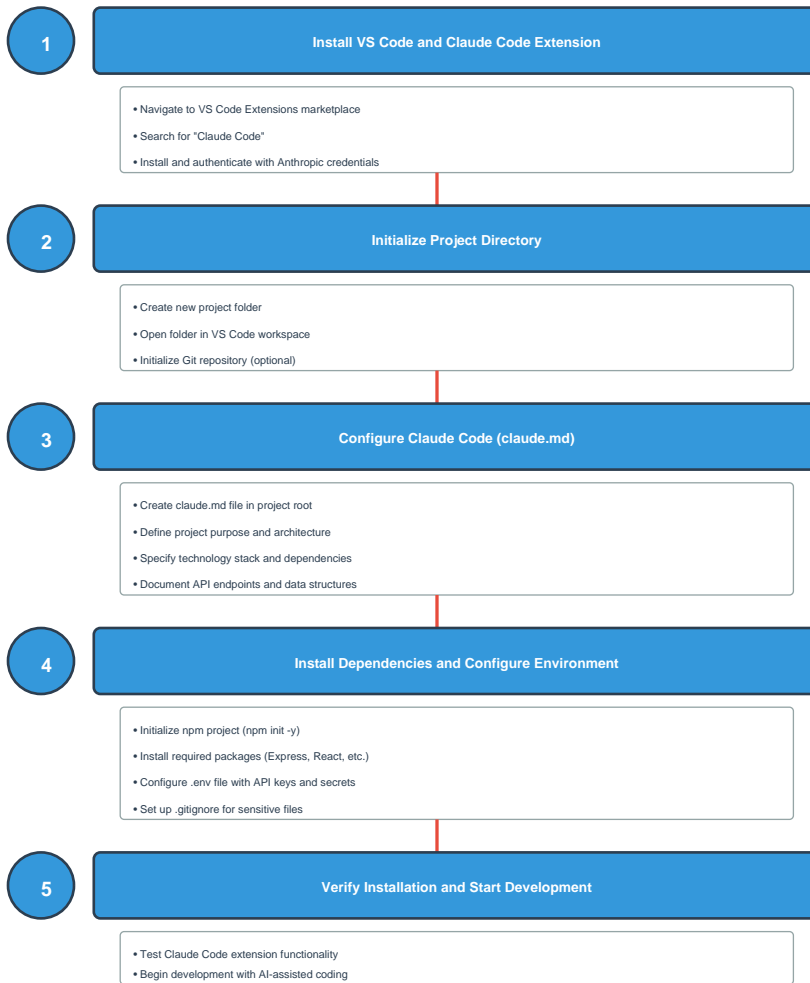 1
Install VS Code and Claude Code Extension
• Navigate to VS Code Extensions marketplace
• Search for "Claude Code"
• Install and authenticate with Anthropic credentials
2
Initialize Project Directory
• Create new project folder
• Open folder in VS Code workspace
• Initialize Git repository (optional)
3
Configure Claude Code (claude.md)
• Create claude.md file in project root
• Define project purpose and architecture
• Specify technology stack and dependencies
• Document API endpoints and data structures
4
Install Dependencies and Configure Environment
• Initialize npm project (npm init -y)
• Install required packages (Express, React, etc.)
• Configure .env file with API keys and secrets
• Set up .gitignore for sensitive files
5
Verify Installation and Start Development
• Test Claude Code extension functionality
• Begin development with AI-assisted coding